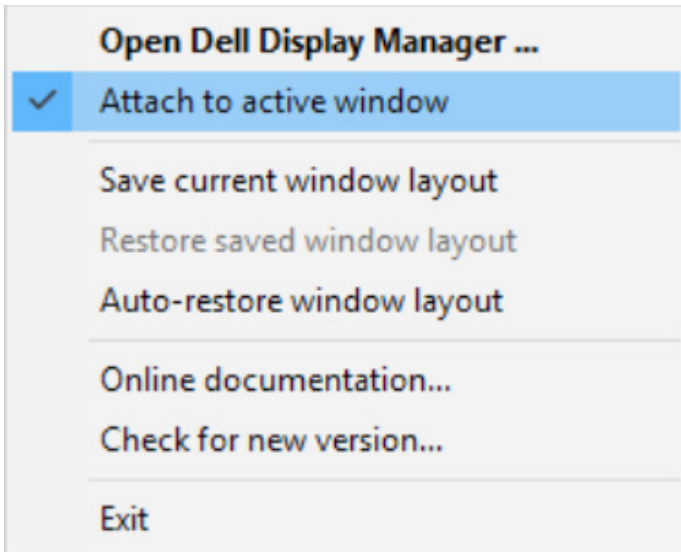 Open Dell Display Manager ...
Attach to active window
Save current window layout
Restore saved window layout
Auto-restore window layout
Online documentation...
Check for new version...
Exit